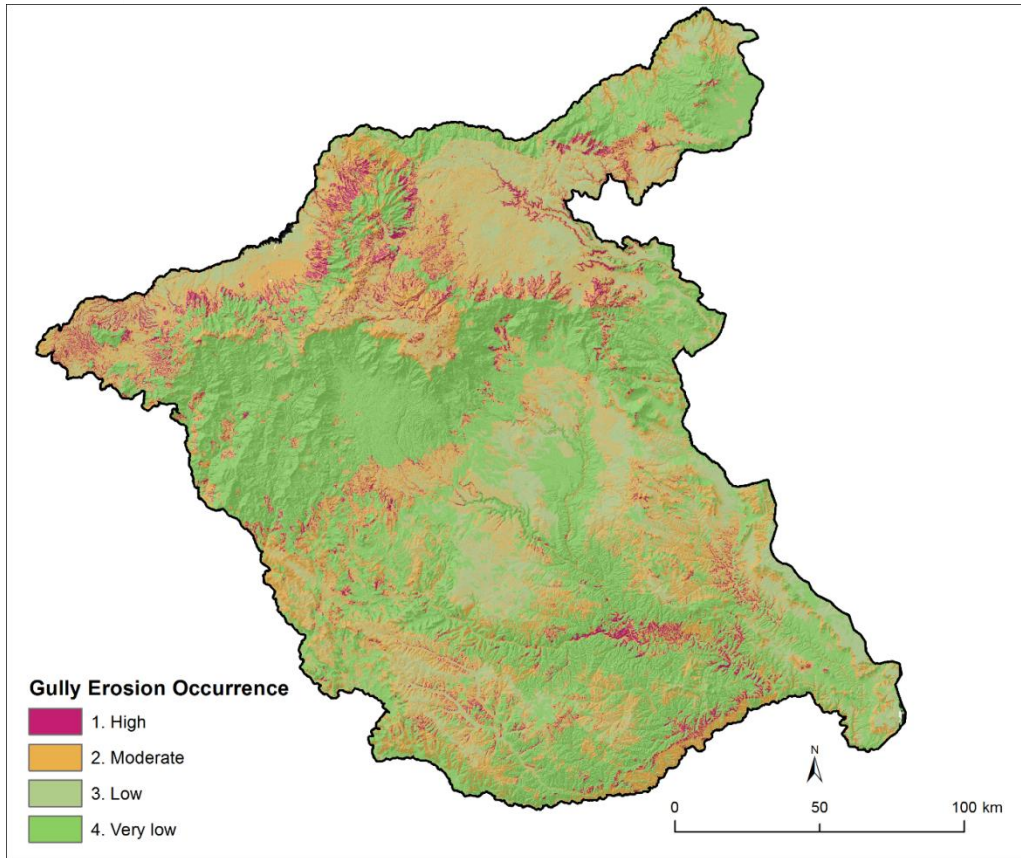 Gully Erosion Occurrence
1. High
2. Moderate
3. Low
4. Very low
N
0 50 100 km